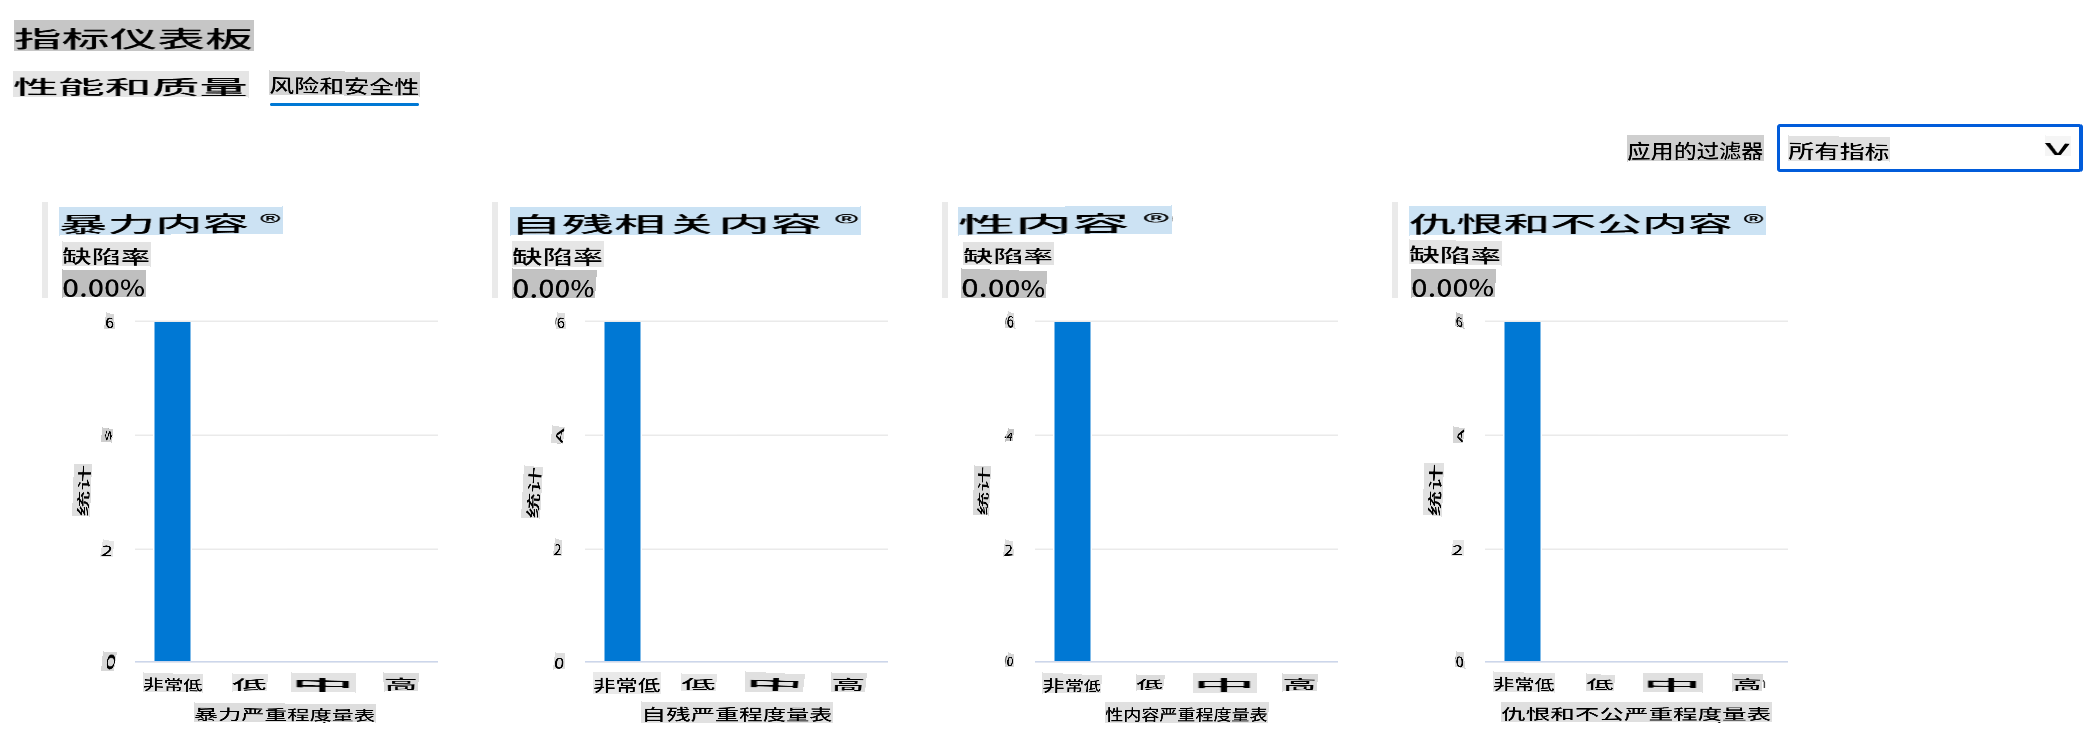 指标仪表板
性能和质量 风险和安全性
应用的过滤器 所有指标
暴力内容 ®
缺陷率
0.00%
6
2
0
统计
非常低 低 中 高
暴力严重程度量表
自残相关内容 ®
缺陷率
0.00%
6
2
0
统计
非常低 低 中 高
自残严重程度量表
性内容 ®
缺陷率
0.00%
6
4
2
0
统计
非常低 低 中 高
性内容严重程度量表
仇恨和不公内容 ®
缺陷率
0.00%
6
2
0
统计
非常低 低 中 高
仇恨和不公严重程度量表